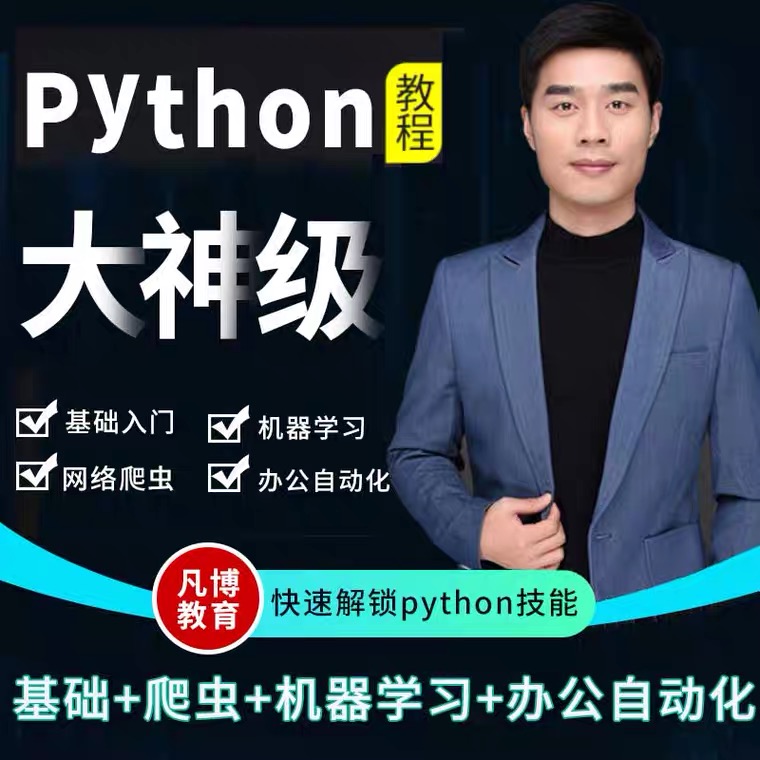 Python
教程
大神级
基础入门
机器学习
网络爬虫
办公自动化
凡博
教育
快速解锁python技能
基础+爬虫+机器学习+办公自动化